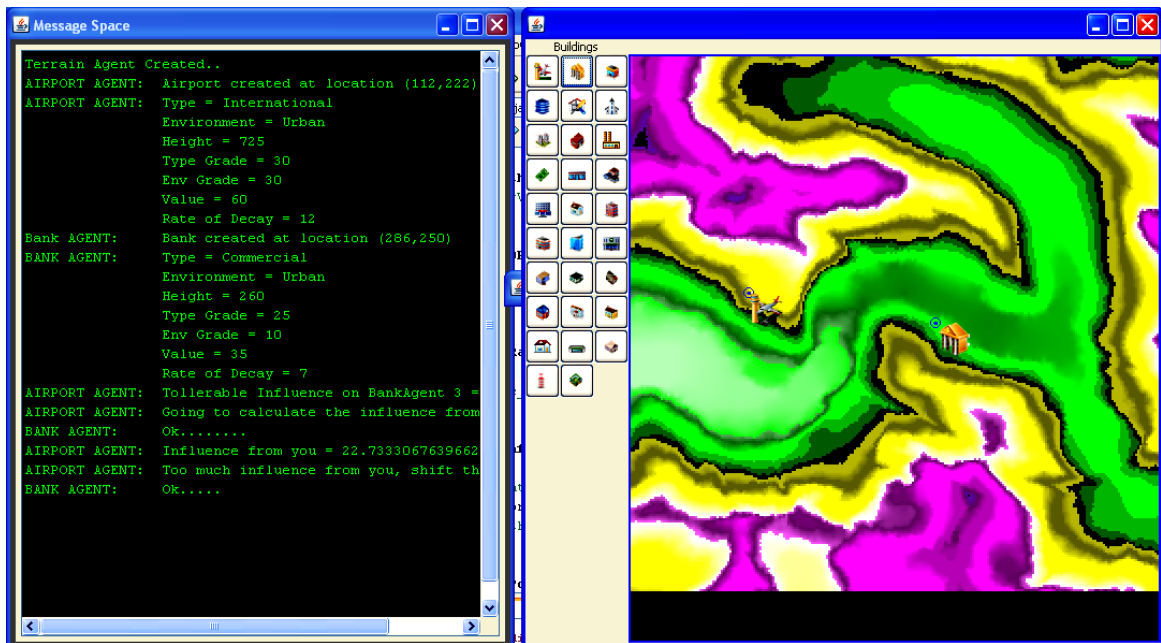 Message Space
Terrain Agent Created..
AIRPORT AGENT: Airport created at location (112,222)
AIRPORT AGENT: Type = International
Environment = Urban
Height = 725
Type Grade = 30
Env Grade = 30
Value = 60
Rate of Decay = 12
Bank AGENT: Bank created at location (286,250)
BANK AGENT: Type = Commercial
Environment = Urban
Height = 260
Type Grade = 25
Env Grade = 10
Value = 35
Rate of Decay = 7
AIRPORT AGENT: Tollerable Influence on BankAgent 3 =
AIRPORT AGENT: Going to calculate the influence from
BANK AGENT: Ok........
AIRPORT AGENT: Influence from you = 22.7333067639662
AIRPORT AGENT: Too much influence from you, shift th
BANK AGENT: Ok.....
Buildings